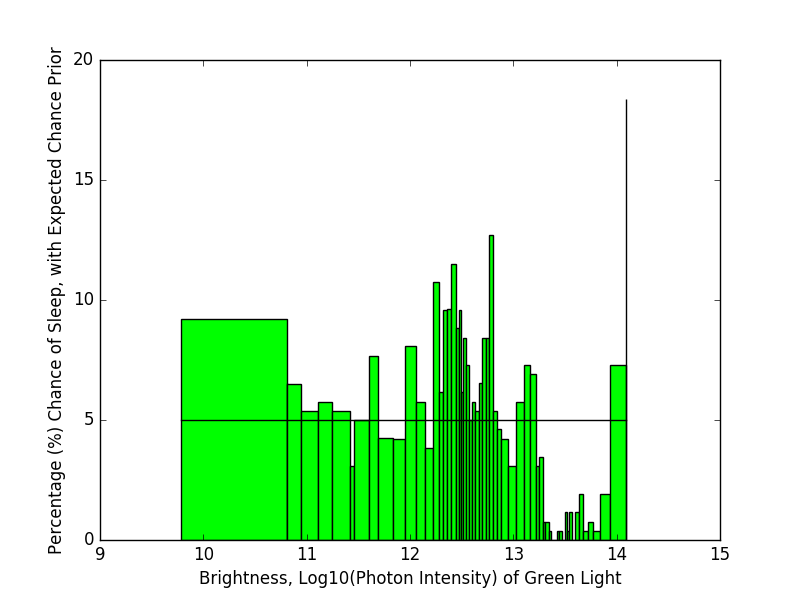 Percentage (%) Chance of Sleep, with Expected Chance Prior
20
15
10
5
0
9 10 11 12 13 14 15
Brightness, Log10(Photon Intensity) of Green Light